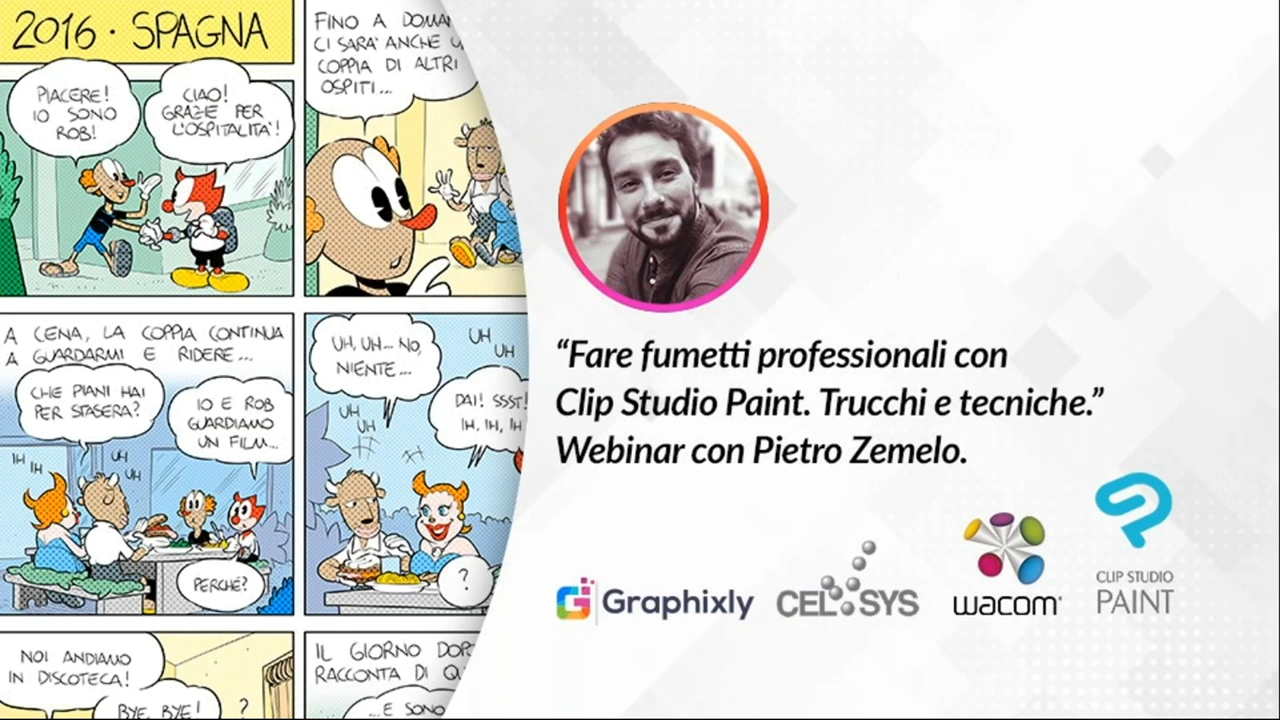 2016 · SPAGNA
PIACERE!
IO SONO
ROB!
CIAO!
GRAZIE PER
L'OSPITALITA'!
FINO A
CI SARA' ANCHE
COPPIA DI ALTRI
OSPITI...
A CENA, LA COPPIA CONTINUA
A GUARDARMI E RIDERE...
CHE PIANI HAI
PER STASERA?
IO E ROB
GUARDIAMO
UN FILM...
IH IH
UH
UH
PERCHÉ?
UH, UH... NO,
NIENTE...
UH
UH
UH
UH
DAI! SSST!
IH, IH, IH
?
NOI ANDIAMO
IN DISCOTECA!
BYE, BYE!
?
IL GIORNO
RACCONTA DI
...E SONO
“Fare fumetti professionali con
Clip Studio Paint. Trucchi e tecniche.”
Webinar con Pietro Zemelo.
Graphixly
CELSYS
wacom®
CLIP STUDIO
PAINT